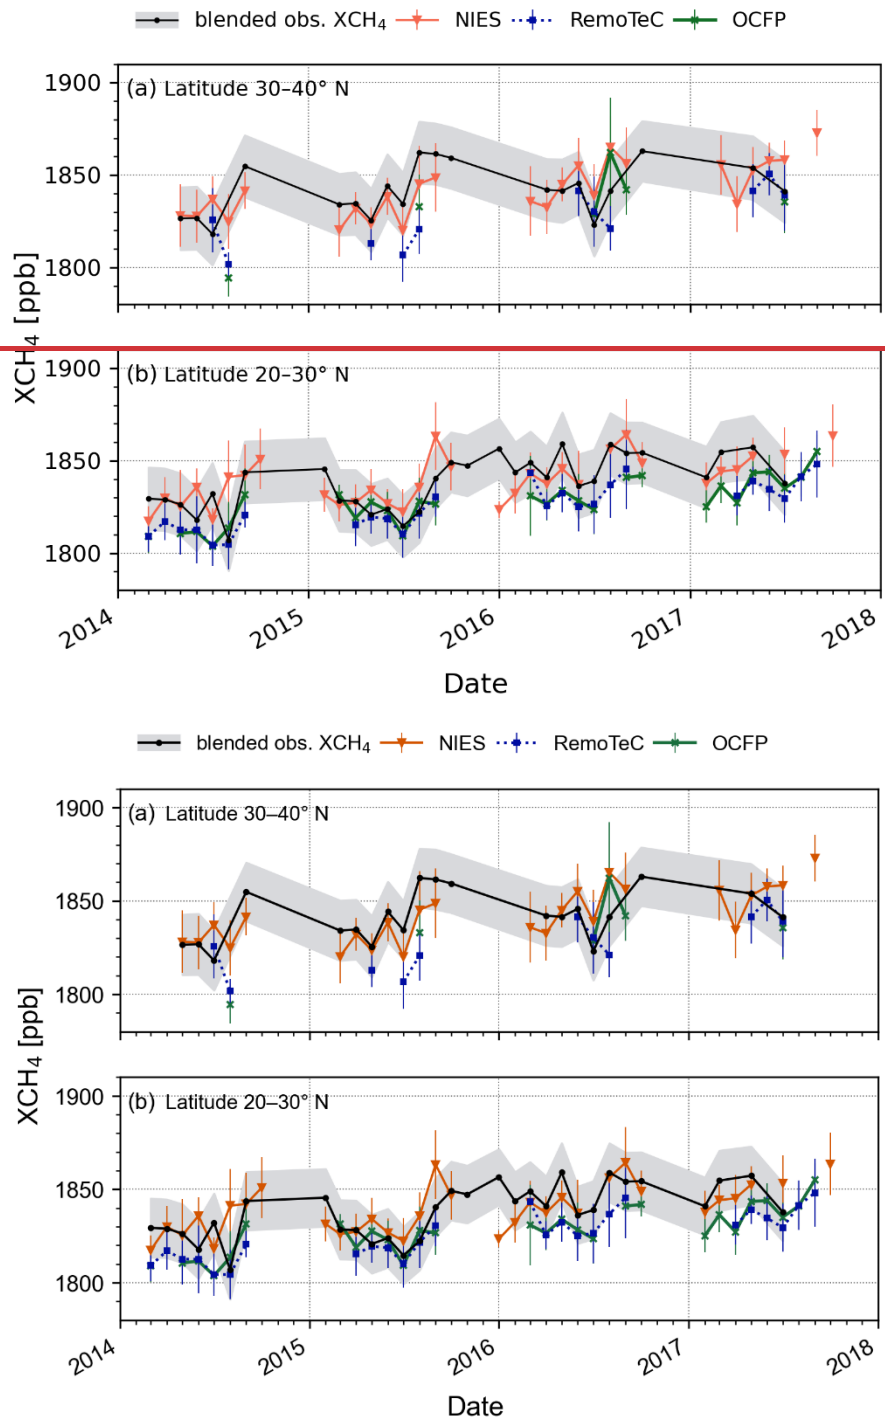 blended obs. XCH4 NIES RemoTeC OCFP
(a) Latitude 30–40° N
1900
1850
1800
XCH4 [ppb]
(b) Latitude 20–30° N
1900
1850
1800
2014 2015 2016 2017 2018
Date
blended obs. XCH4 NIES RemoTeC OCFP
(a) Latitude 30–40° N
1900
1850
1800
XCH4 [ppb]
(b) Latitude 20–30° N
1900
1850
1800
2014 2015 2016 2017 2018
Date